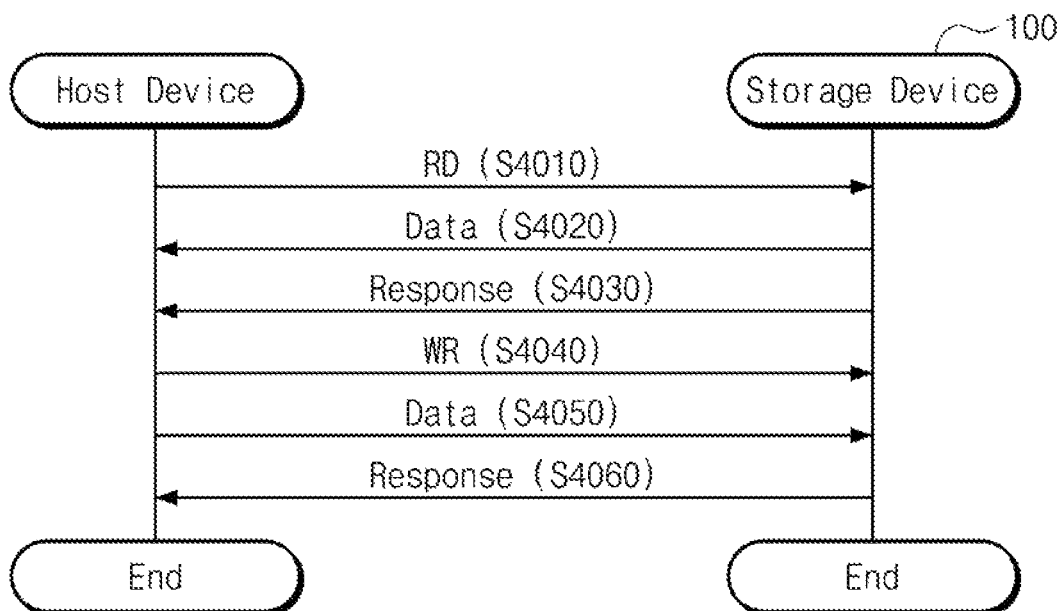 100
Host Device
Storage Device
RD (S4010)
Data (S4020)
Response (S4030)
WR (S4040)
Data (S4050)
Response (S4060)
End
End